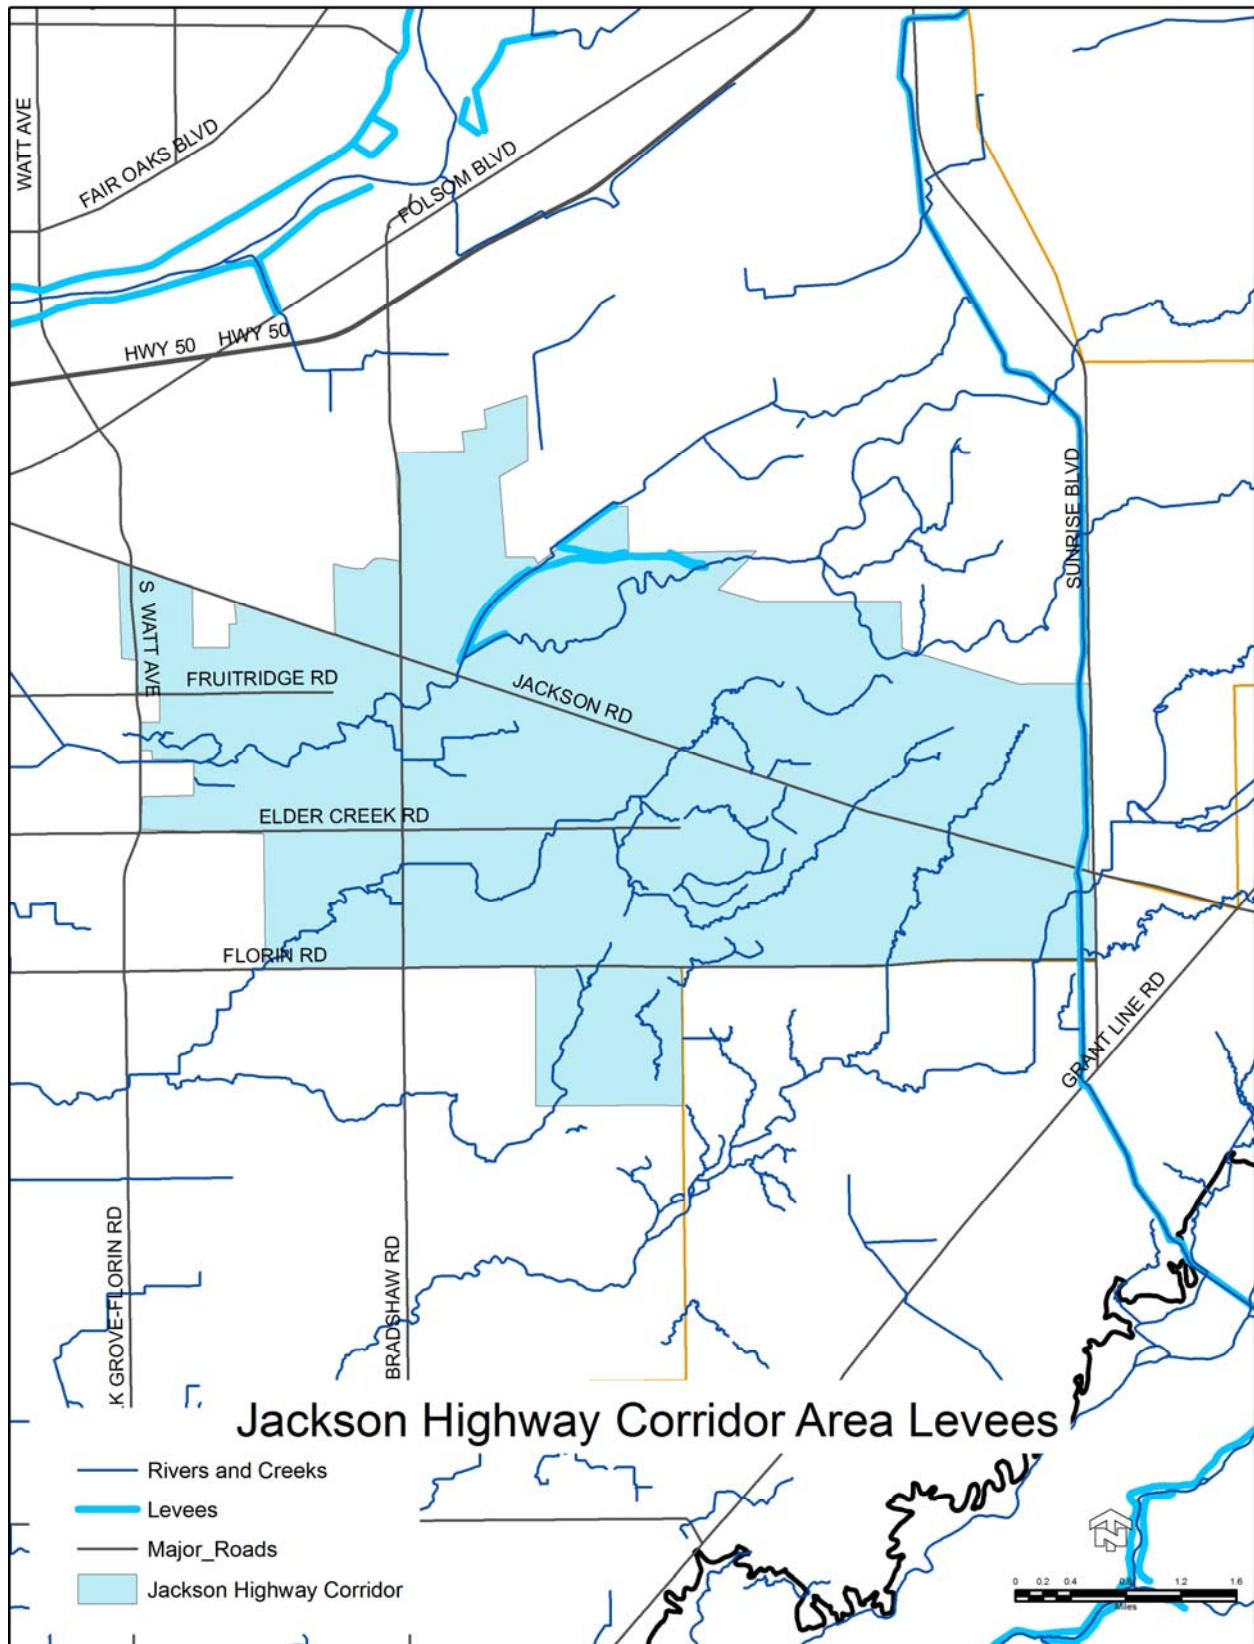 WATT AVE
FAIR OAKS BLVD
FOLSOM BLVD
HWY 50
HWY 50
SUNRISE BLVD
S WATT AVE
FRUITRIDGE RD
JACKSON RD
ELDER CREEK RD
FLORIN RD
GRANT LINE RD
K GROVE-FLORIN RD
BRADSHAW RD
Jackson Highway Corridor Area Levees
Rivers and Creeks
Levees
Major_Roads
Jackson Highway Corridor
N
0 0.2 0.4 0.8 1.2 1.6
Miles